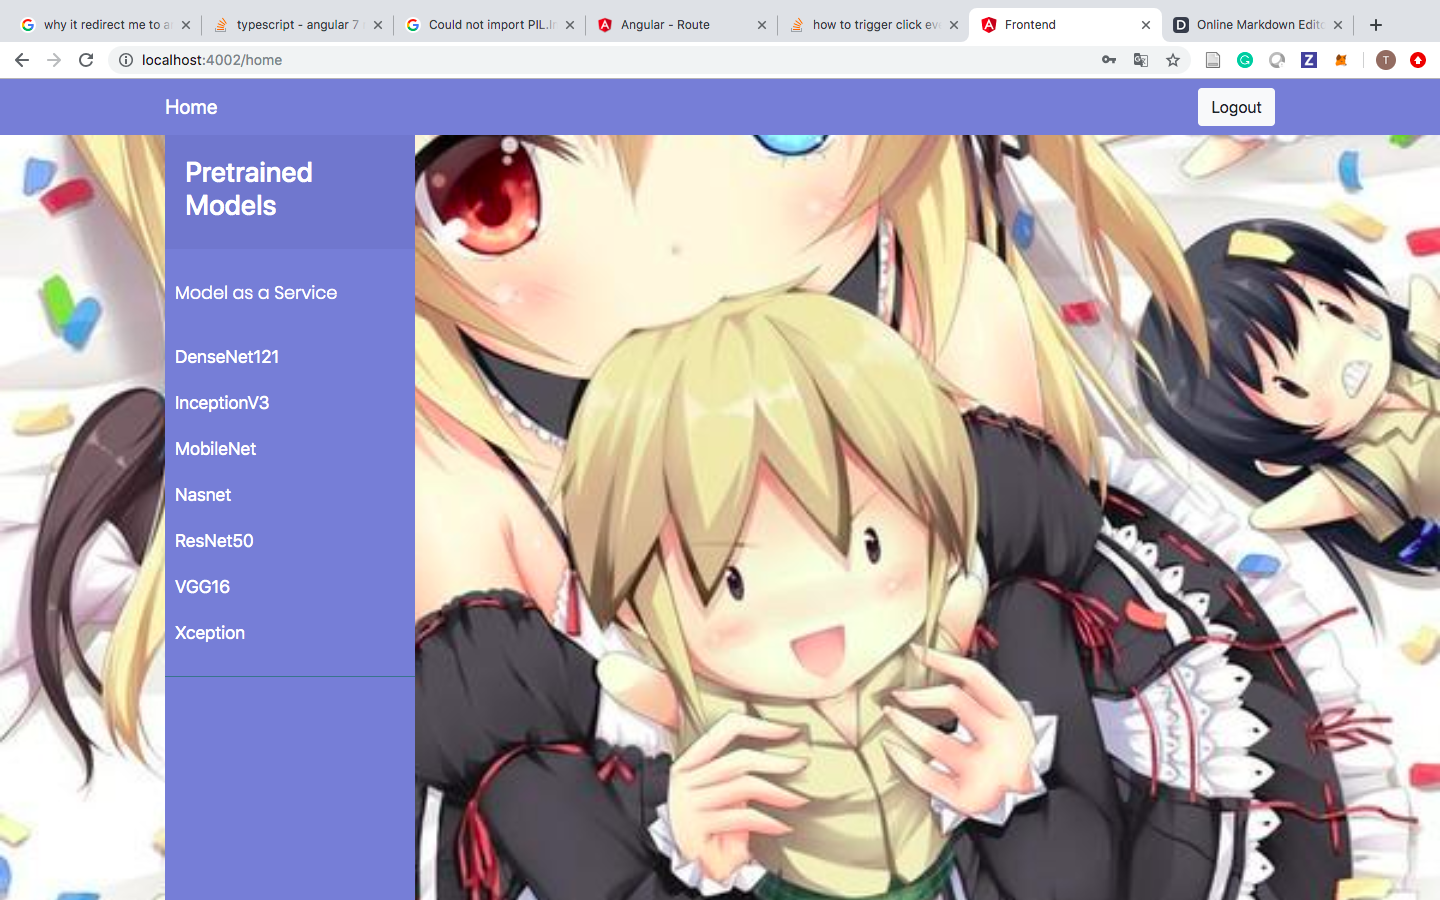 why it redirect me to a
typescript - angular 7
Could not import PIL.I
Angular - Route
how to trigger click eve
Frontend
Online Markdown Edito
localhost:4002/home
Home
Logout
Pretrained
Models
Model as a Service
DenseNet121
InceptionV3
MobileNet
Nasnet
ResNet50
VGG16
Xception